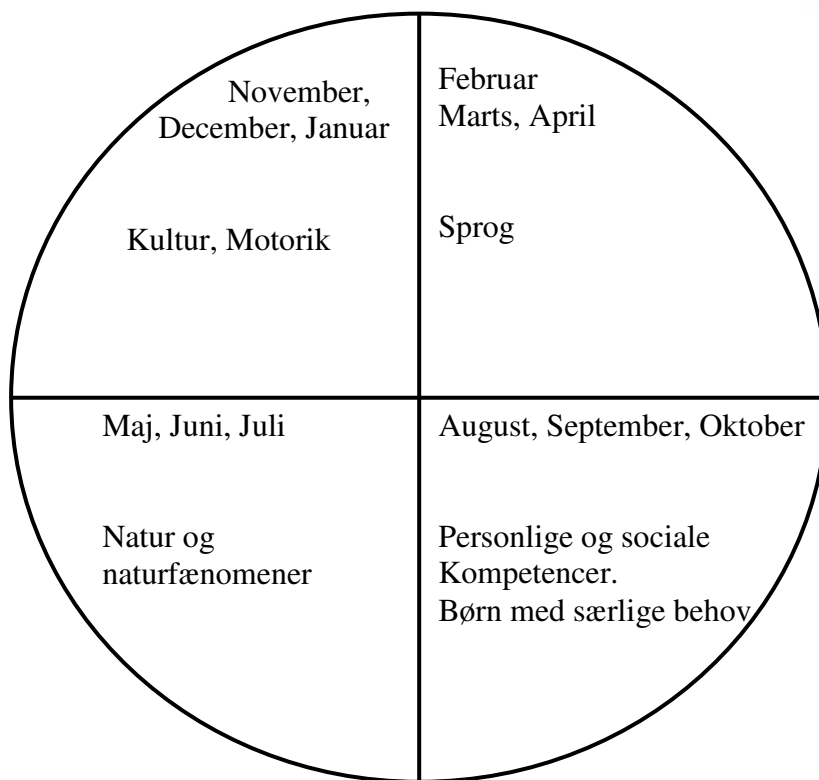 November,
December, Januar
Kultur, Motorik
Februar
Marts, April
Sprog
Maj, Juni, Juli
Natur og
naturfænomener
August, September, Oktober
Personlige og sociale
Kompetencer.
Børn med særlige behov